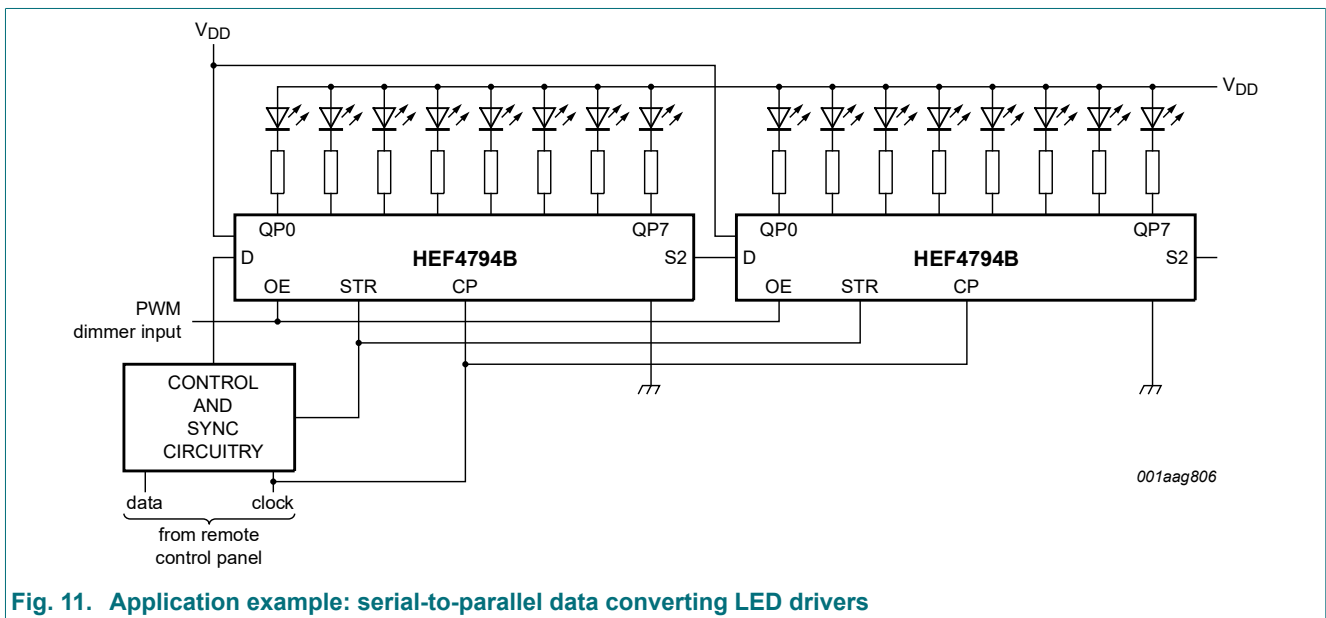 VDD
VDD
QP0 QP7 QP0 QP7
D HEF4794B S2 D HEF4794B S2
OE STR CP OE STR CP
PWM
dimmer input
CONTROL
AND
SYNC
CIRCUITRY
001aag806
data clock
from remote
control panel
Fig. 11. Application example: serial-to-parallel data converting LED drivers